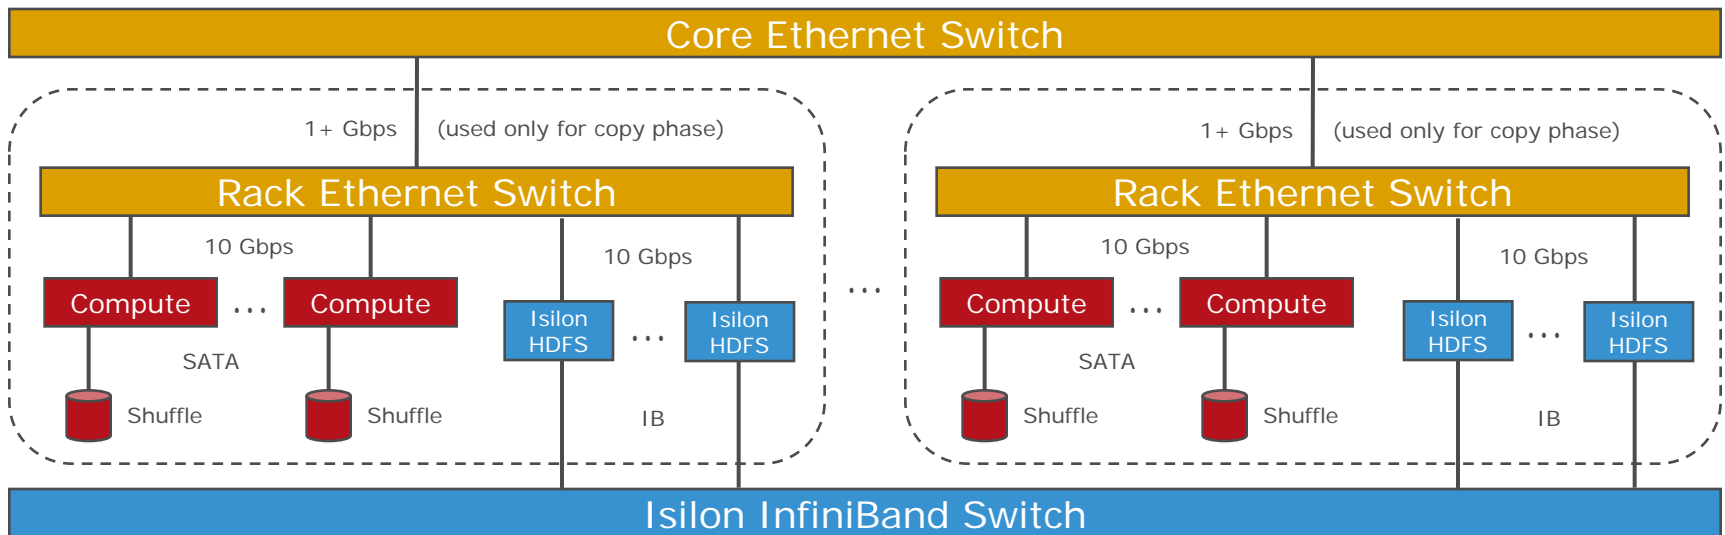 Core Ethernet Switch
1+ Gbps (used only for copy phase)
Rack Ethernet Switch
10 Gbps
10 Gbps
Compute
...
Compute
Isilon
HDFS
...
Isilon
HDFS
SATA
Shuffle
Shuffle
IB
...
1+ Gbps (used only for copy phase)
Rack Ethernet Switch
10 Gbps
10 Gbps
Compute
...
Compute
Isilon
HDFS
...
Isilon
HDFS
SATA
Shuffle
Shuffle
IB
Isilon InfiniBand Switch